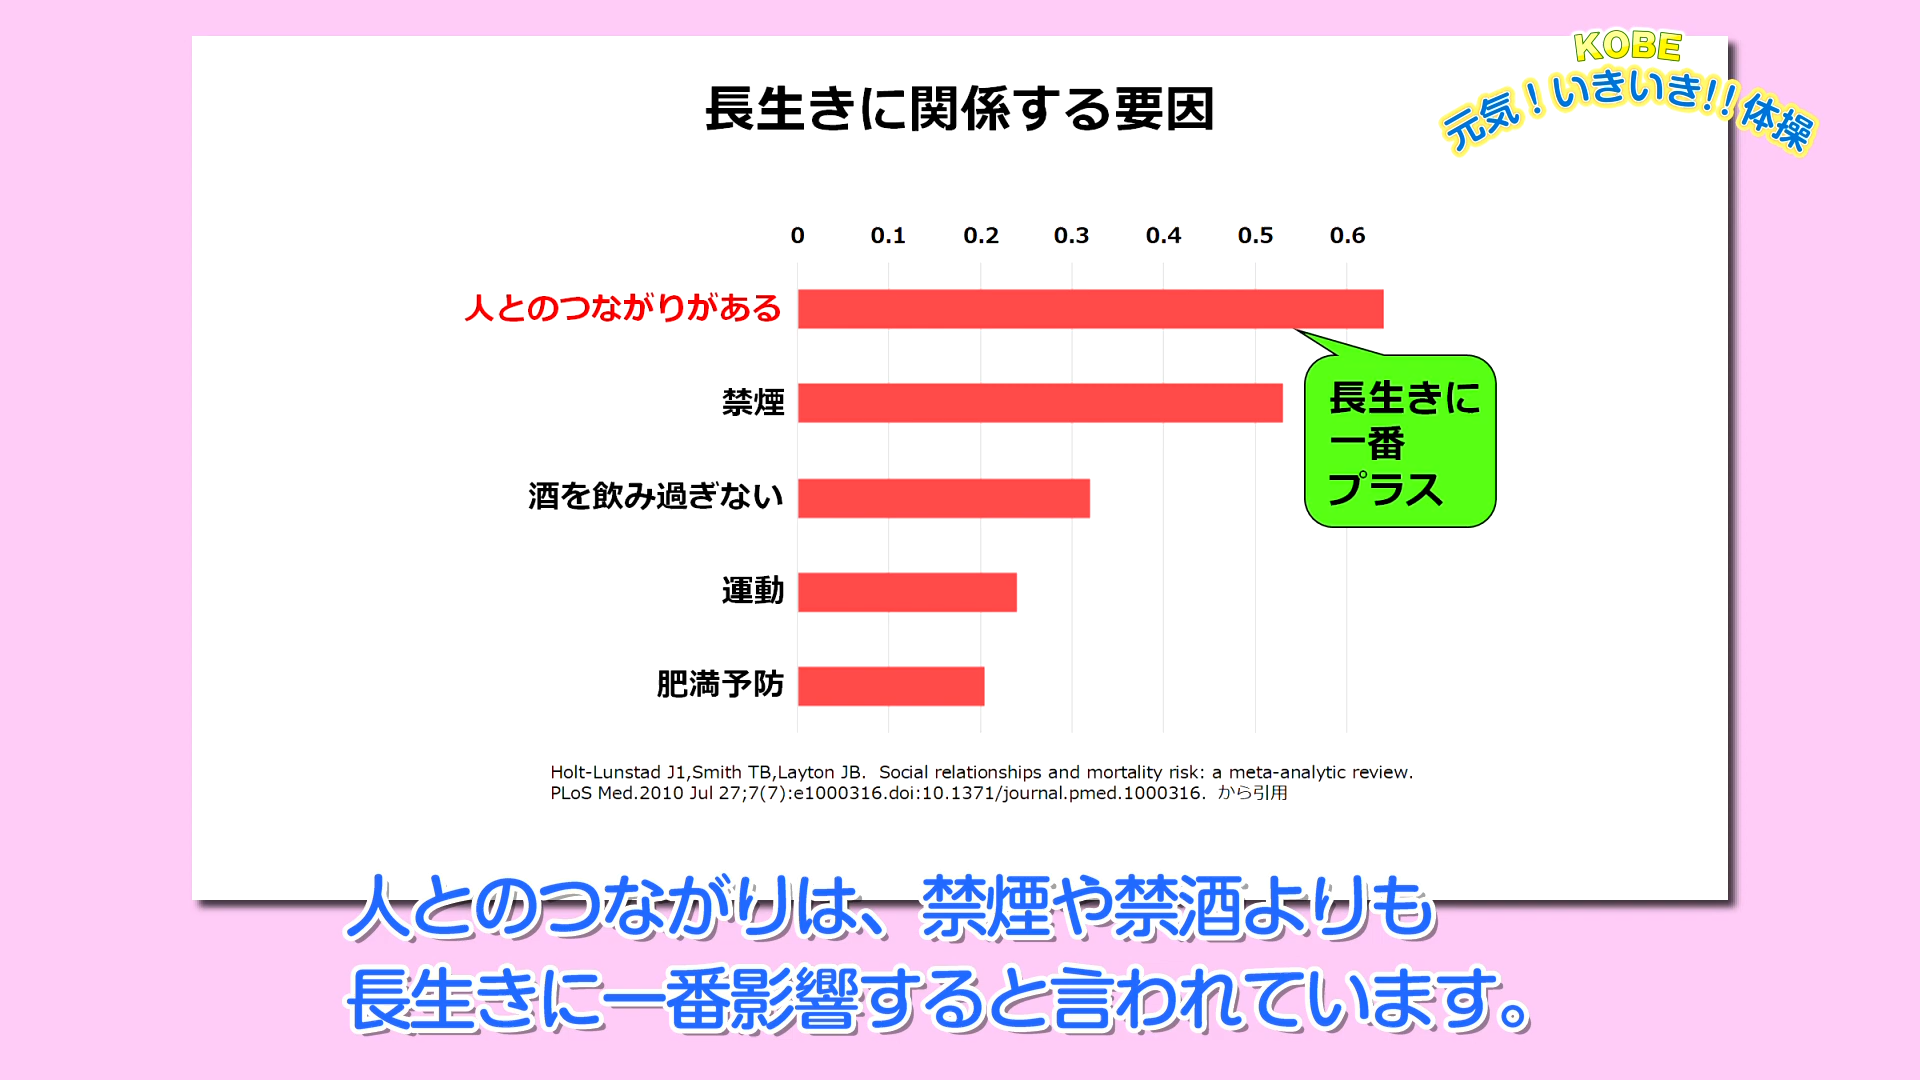 KOBE
元気！いきいき!!体操
長生きに関係する要因
0 0.1 0.2 0.3 0.4 0.5 0.6
人とのつながりがある
禁煙
酒を飲み過ぎない
運動
肥満予防
長生きに
一番
プラス
Holt-Lunstad J1,Smith TB,Layton JB. Social relationships and mortality risk: a meta-analytic review.
PLoS Med.2010 Jul 27;7(7):e1000316.doi:10.1371/journal.pmed.1000316. から引用
人とのつながりは、禁煙や禁酒よりも
長生きに一番影響すると言われています。